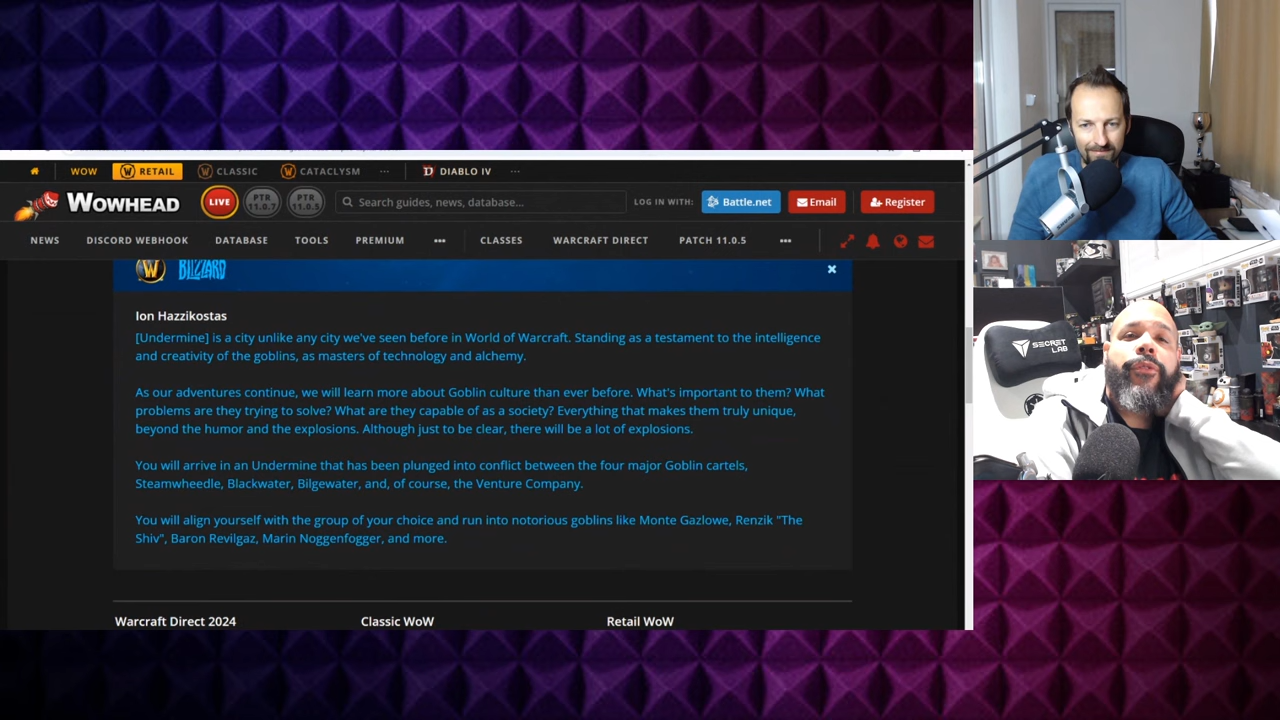 WOW RETAIL CLASSIC CATACLYSM ... DIABLO IV ...
WOWHEAD LIVE PTR 11.0.7 PTR 11.0.5 Search guides, news, database... LOG IN WITH: Battle.net Email Register
NEWS DISCORD WEBHOOK DATABASE TOOLS PREMIUM ... CLASSES WARCRAFT DIRECT PATCH 11.0.5 ...
BLIZZARD
Ion Hazzikostas
[Undermine] is a city unlike any city we've seen before in World of Warcraft. Standing as a testament to the intelligence
and creativity of the goblins, as masters of technology and alchemy.
As our adventures continue, we will learn more about Goblin culture than ever before. What's important to them? What
problems are they trying to solve? What are they capable of as a society? Everything that makes them truly unique,
beyond the humor and the explosions. Although just to be clear, there will be a lot of explosions.
You will arrive in an Undermine that has been plunged into conflict between the four major Goblin cartels,
Steamwheedle, Blackwater, Bilgewater, and, of course, the Venture Company.
You will align yourself with the group of your choice and run into notorious goblins like Monte Gazlowe, Renzik "The
Shiv", Baron Revilgaz, Marin Noggenfogger, and more.
Warcraft Direct 2024 Classic WoW Retail WoW
SECRET
LAB